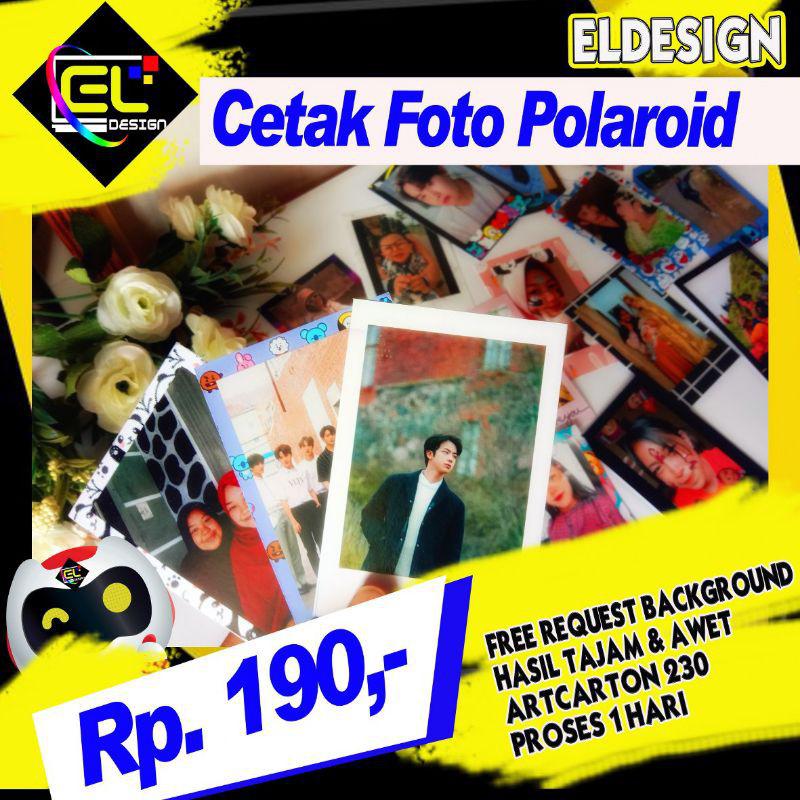 EL
DESIGN
ELDESIGN
Cetak Foto Polaroid
EL
Rp. 190,-
FREE REQUEST BACKGROUND
HASIL TAJAM & AWET
ARTCARTON 230
PROSES 1 HARI